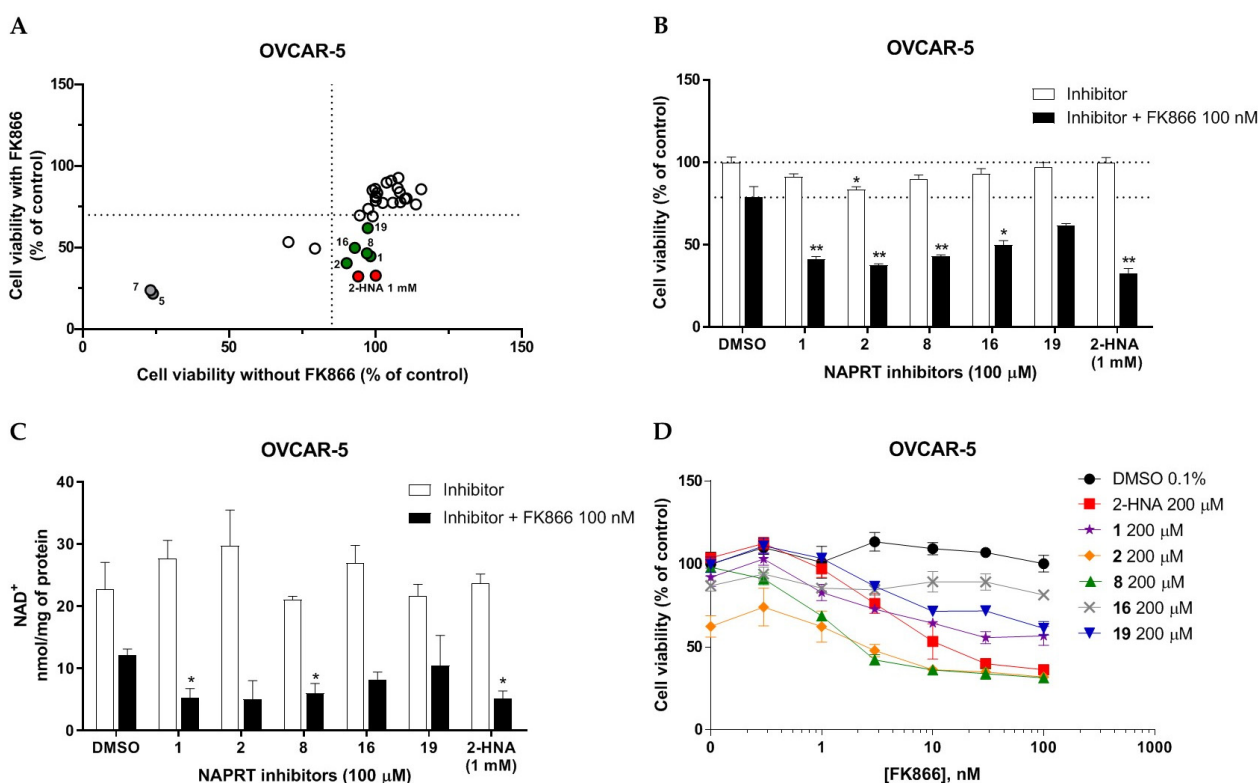 A
OVCAR-5
Cell viability with FK866
(% of control)
150
100
50
0
19
16
8
1
2
2-HNA 1 mM
7
5
0
50
100
150
Cell viability without FK866 (% of control)
B
OVCAR-5
Cell viability (% of control)
150
100
50
0
Inhibitor
Inhibitor + FK866 100 nM
*
**
**
**
*
**
DMSO
1
2
8
16
19
2-HNA
(1 mM)
NAPRT inhibitors (100 μM)
C
OVCAR-5
NAD+
nmol/mg of protein
40
30
20
10
0
Inhibitor
Inhibitor + FK866 100 nM
*
*
*
DMSO
1
2
8
16
19
2-HNA
(1 mM)
NAPRT inhibitors (100 μM)
D
OVCAR-5
Cell viability (% of control)
150
100
50
0
DMSO 0.1%
2-HNA 200 μM
1 200 μM
2 200 μM
8 200 μM
16 200 μM
19 200 μM
0
1
10
100
1000
[FK866], nM